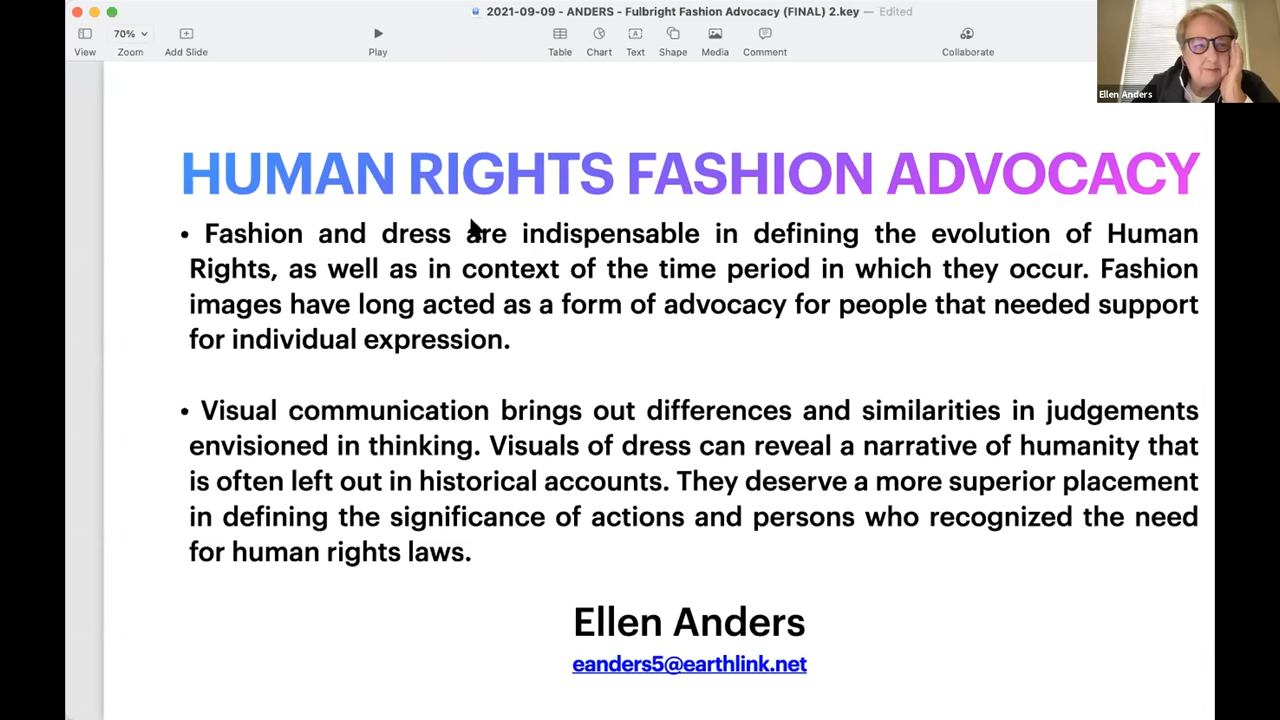 2021-09-09 - ANDERS - Fulbright Fashion Advocacy (FINAL) 2.key — Edited
70%
View
Zoom
Add Slide
Play
Table
Chart
Text
Shape
Media
Comment
Collaborate
Ellen Anders
HUMAN RIGHTS FASHION ADVOCACY
• Fashion and dress are indispensable in defining the evolution of Human
Rights, as well as in context of the time period in which they occur. Fashion
images have long acted as a form of advocacy for people that needed support
for individual expression.
• Visual communication brings out differences and similarities in judgements
envisioned in thinking. Visuals of dress can reveal a narrative of humanity that
is often left out in historical accounts. They deserve a more superior placement
in defining the significance of actions and persons who recognized the need
for human rights laws.
Ellen Anders
eanders5@earthlink.net